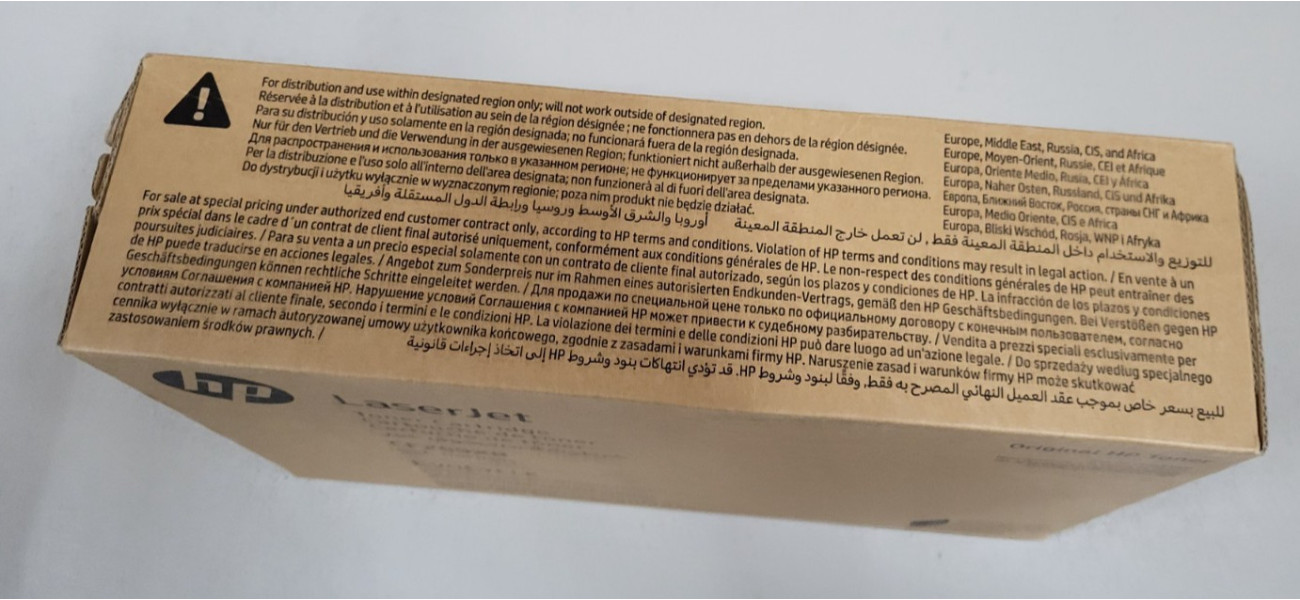 For distribution and use within designated region only; will not work outside of designated region.
Réservée à la distribution et à l'utilisation au sein de la région désignée ; ne fonctionnera pas en dehors de la région désignée.
Para su distribución y uso solamente en la región designada; no funcionará fuera de la región designada.
Nur für den Vertrieb und die Verwendung in der ausgewiesenen Region; funktioniert nicht außerhalb der ausgewiesenen Region.
Для распространения и использования только в указанном регионе; не функционирует за пределами указанного региона.
Per la distribuzione e l'uso solo all'interno dell'area designata; non funzionerà al di fuori dell'area designata.
Do dystrybucji i użytku wyłącznie w wyznaczonym regionie; poza nim produkt nie będzie działać.
Europe, Middle East, Russia, CIS, and Africa
Europe, Moyen-Orient, Russie, CEI et Afrique
Europa, Oriente Medio, Rusia, CEI y África
Europa, Naher Osten, Russland, CIS und Afrika
Европа, Ближний Восток, Россия, страны СНГ и Африка
Europa, Medio Oriente, CIS e Africa
Europa, Bliski Wschód, Rosja, WNP i Afryka
للتوزيع والاستخدام داخل المنطقة المعينة فقط , لن تعمل خارج المنطقة المعينة أوروبا والشرق الأوسط وروسيا ورابطة الدول المستقلة وأفريقيا
For sale at special pricing under authorized end customer contract only, according to HP terms and conditions. Violation of HP terms and conditions may result in legal action. / En vente à un
prix spécial dans le cadre d´un contrat de client final autorisé uniquement, conformément aux conditions générales de HP. Le non-respect des conditions générales de HP peut entraîner des
poursuites judiciaires. / Para su venta a un precio especial solamente con un contrato de cliente final autorizado, según los plazos y condiciones de HP. La infracción de los plazos y condiciones
de HP puede traducirse en acciones legales. / Angebot zum Sonderpreis nur im Rahmen eines autorisierten Endkunden-Vertrags, gemäß den HP Geschäftsbedingungen. Bei Verstößen gegen HP
Geschäftsbedingungen können rechtliche Schritte eingeleitet werden. / Для продажи по специальной цене только по официальному договору с конечным пользователем, согласно
условиям Соглашения с компанией HP. Нарушение условий Соглашения с компанией HP может привести к судебному разбирательству. / Vendita a prezzi speciali esclusivamente per
contratti autorizzati al cliente finale, secondo i termini e le condizioni HP. La violazione dei termini e delle condizioni HP può dare luogo ad un'azione legale. / Do sprzedaży według specjalnego
cennika wyłącznie w ramach autoryzowanej umowy użytkownika końcowego, zgodnie z zasadami i warunkami firmy HP. Naruszenie zasad i warunków firmy HP może skutkować
zastosowaniem środków prawnych. /
للبيع بسعر خاص بموجب عقد العميل النهائي المصرح به فقط, وفقًا لبنود وشروط HP. قد تؤدي انتهاكات بنود وشروط HP إلى اتخاذ إجراءات قانونية
hp
LaserJet
Toner Cartridge
Original HP Toner